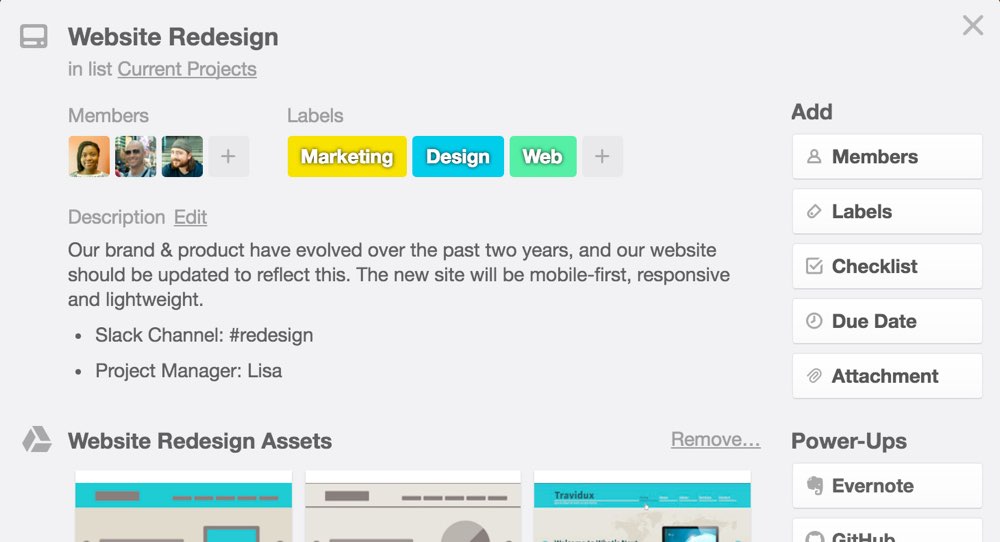 Website Redesign
in list Current Projects
Members
Labels
Marketing
Design
Web
Description Edit
Our brand & product have evolved over the past two years, and our website
should be updated to reflect this. The new site will be mobile-first, responsive
and lightweight.
• Slack Channel: #redesign
• Project Manager: Lisa
Website Redesign Assets
Remove...
Travidux
Add
Members
Labels
Checklist
Due Date
Attachment
Power-Ups
Evernote
GitHub